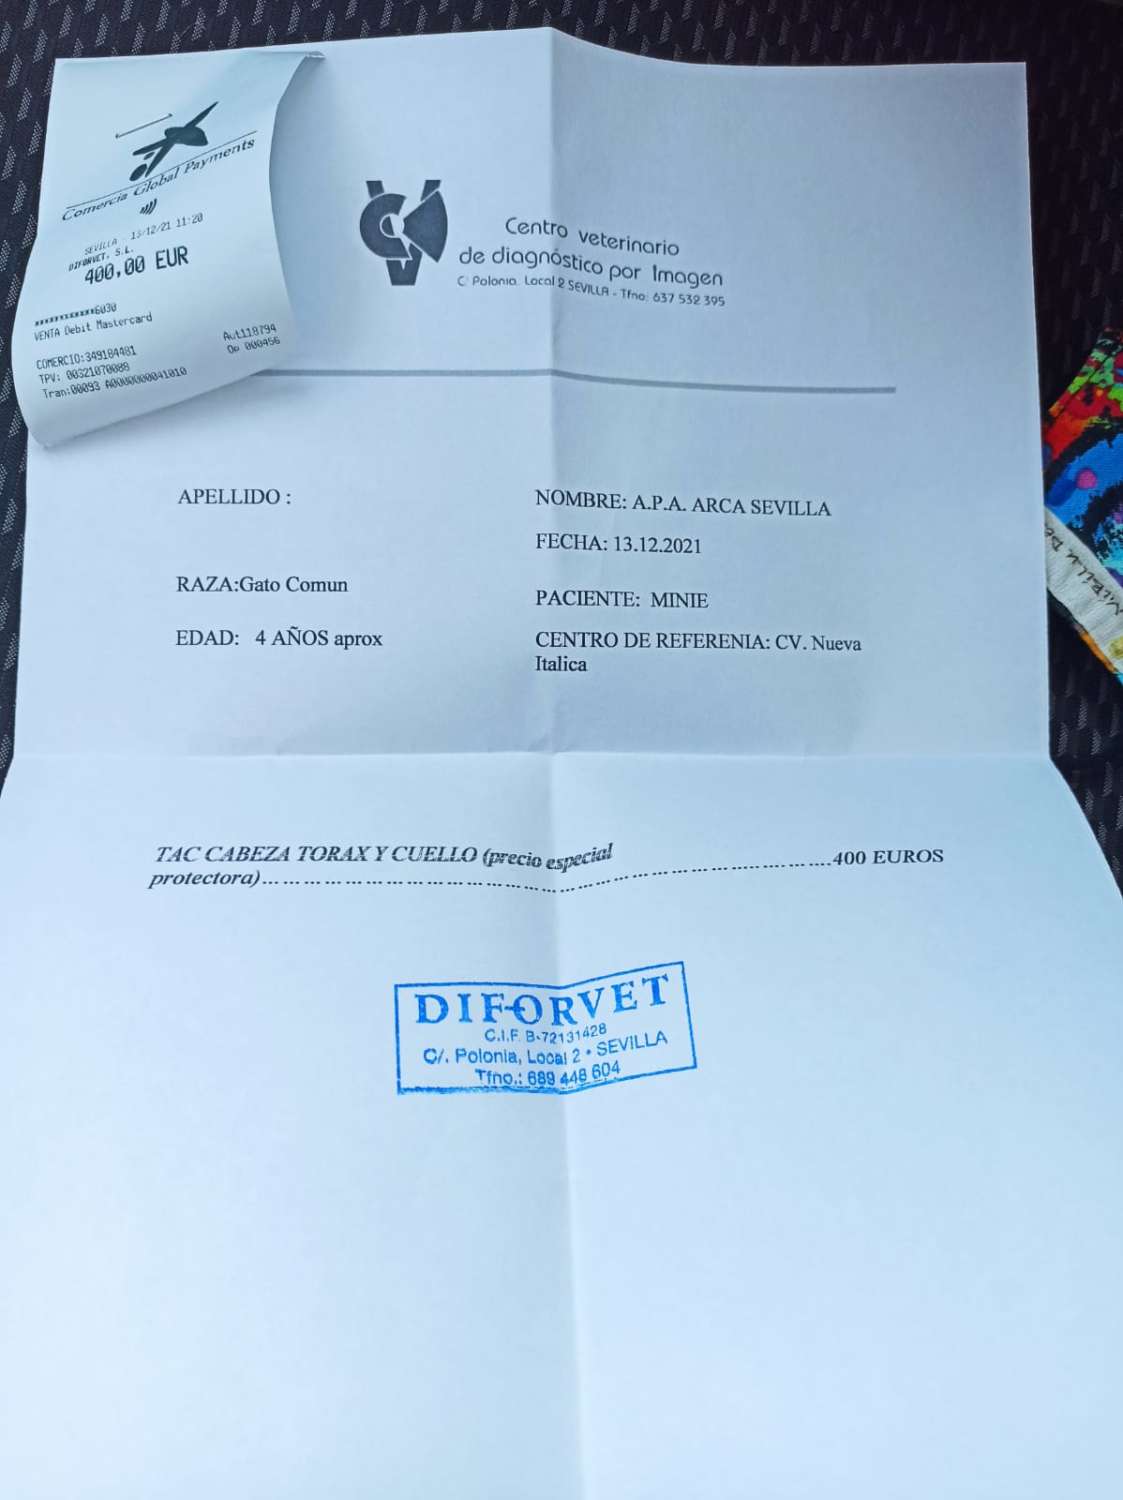 Comercia Global Payments
SEVILLA - 13/12/21 11:20
DIFORVET, S.L.
400,00 EUR
************6030
VENTA Debit Mastercard
COMERCIO:349184481
Aut118794
TPV: 00321070088
Op 000456
Tran:00093 A0000000041010
Centro veterinario
de diagnóstico por Imagen
C/ Polonia. Local 2 SEVILLA - Tfno: 637 532 395
APELLIDO :
NOMBRE: A.P.A. ARCA SEVILLA
FECHA: 13.12.2021
RAZA:Gato Comun
PACIENTE: MINIE
EDAD: 4 AÑOS aprox
CENTRO DE REFERENIA: CV. Nueva
Italica
TAC CABEZA TORAX Y CUELLO (precio especial
protectora)... ... ... ... ... ... ... ... ... ... ... ... ... ... ... ... ... ... ... ... ... ... ... ....400 EUROS
DIFORVET
C.I.F. B-72131428
C/. Polonia, Local 2 • SEVILLA
Tfno.: 689 448 604